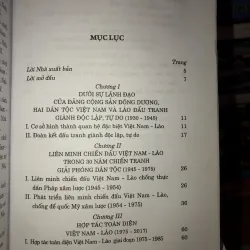 MỤC LỤC
Trang
Lời Nhà xuất bản 5
Lời mở đầu 7
Chương I
DƯỚI SỰ LÃNH ĐẠO
CỦA ĐẢNG CỘNG SẢN ĐÔNG DƯƠNG,
HAI DÂN TỘC VIỆT NAM VÀ LÀO ĐẤU TRANH
GIÀNH ĐỘC LẬP, TỰ DO (1930 - 1945) 11
I. Cơ sở hình thành quan hệ đặc biệt Việt Nam - Lào 11
II. Đoàn kết đấu tranh giành độc lập, tự do 17
Chương II
LIÊN MINH CHIẾN ĐẤU VIỆT NAM - LÀO
TRONG 30 NĂM CHIẾN TRANH
GIẢI PHÓNG DÂN TỘC (1945 - 1975) 26
I. Liên minh chiến đấu Việt Nam - Lào chống thực
dân Pháp xâm lược (1945 - 1954) 26
II. Phát triển liên minh chiến đấu Việt Nam - Lào,
chống đế quốc Mỹ xâm lược (1954 - 1975) 36
Chương III
HỢP TÁC TOÀN DIỆN
VIỆT NAM - LÀO (1975 - 2017) 60
I. Hợp tác toàn diện Việt Nam - Lào giai đoạn 1975-1985 60